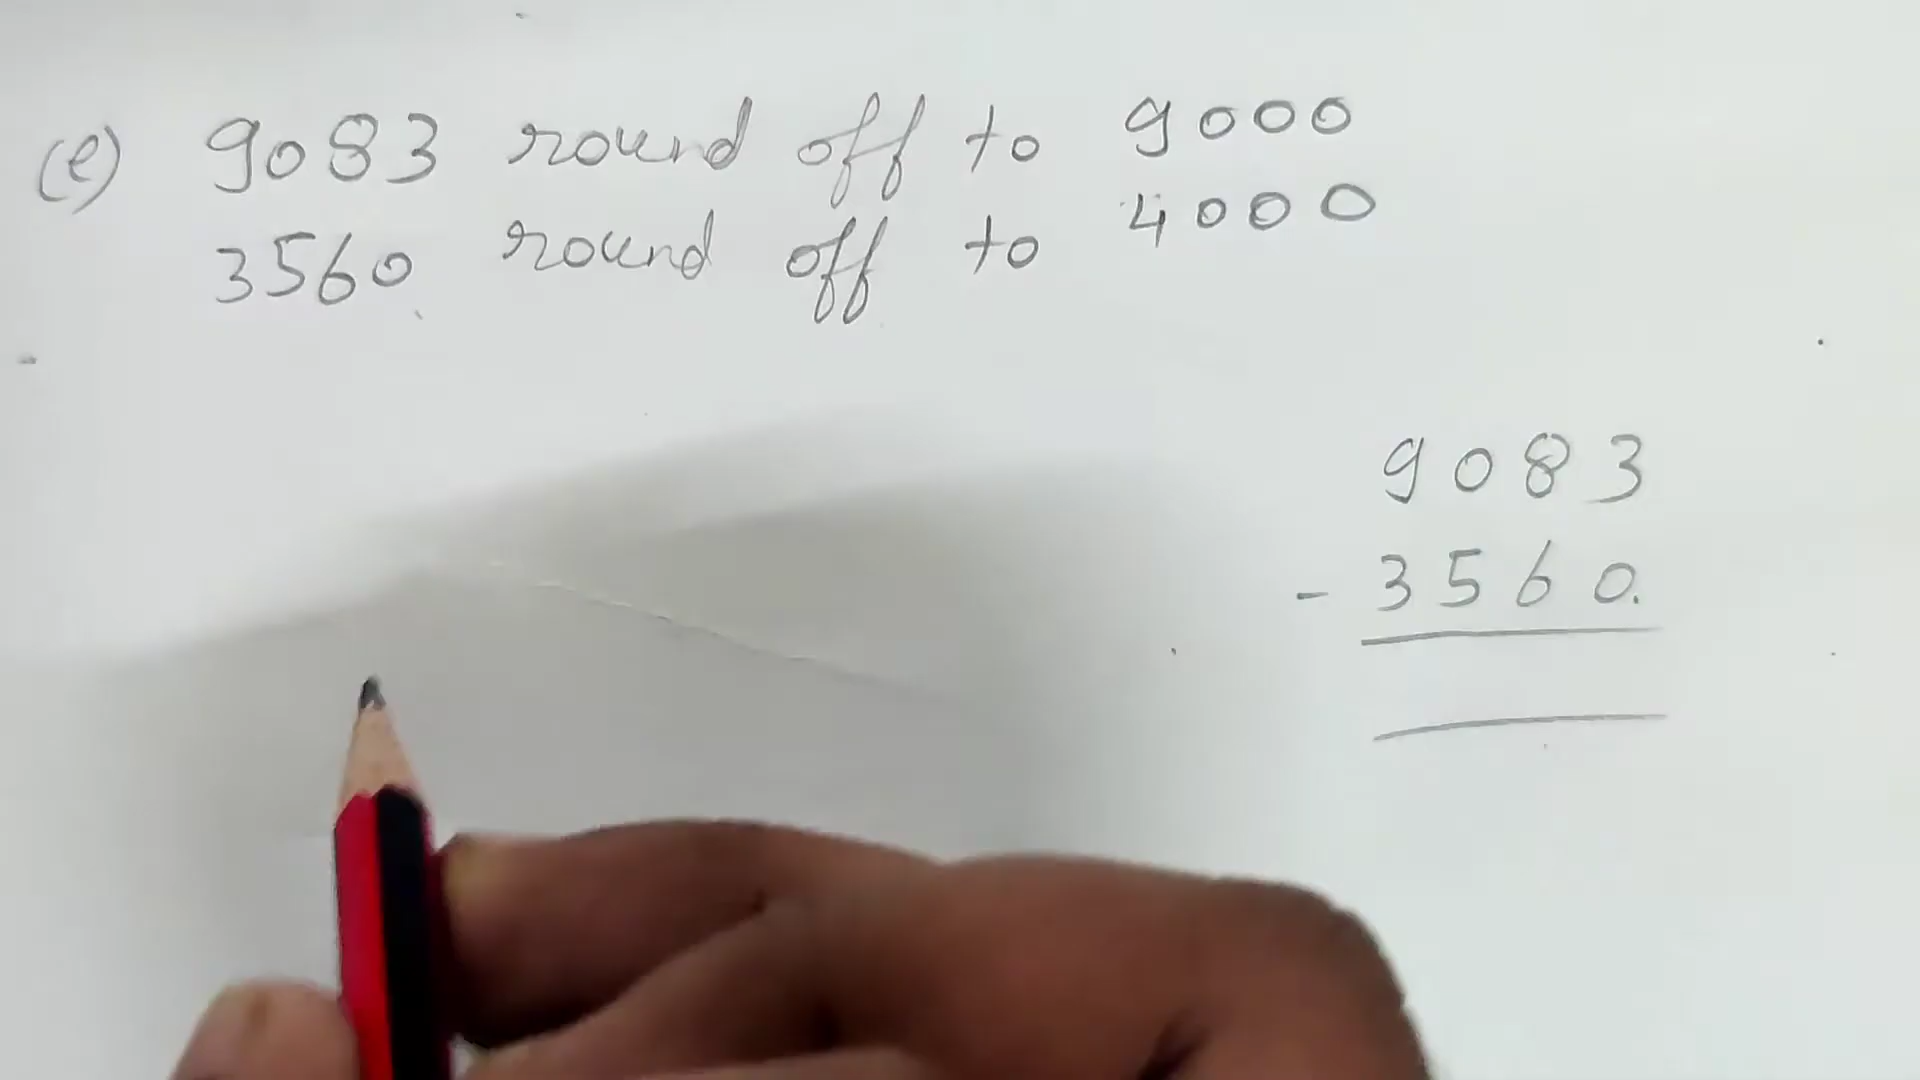 (e) 9083 round off to 9000
3560 round off to 4000
9083
- 3560.